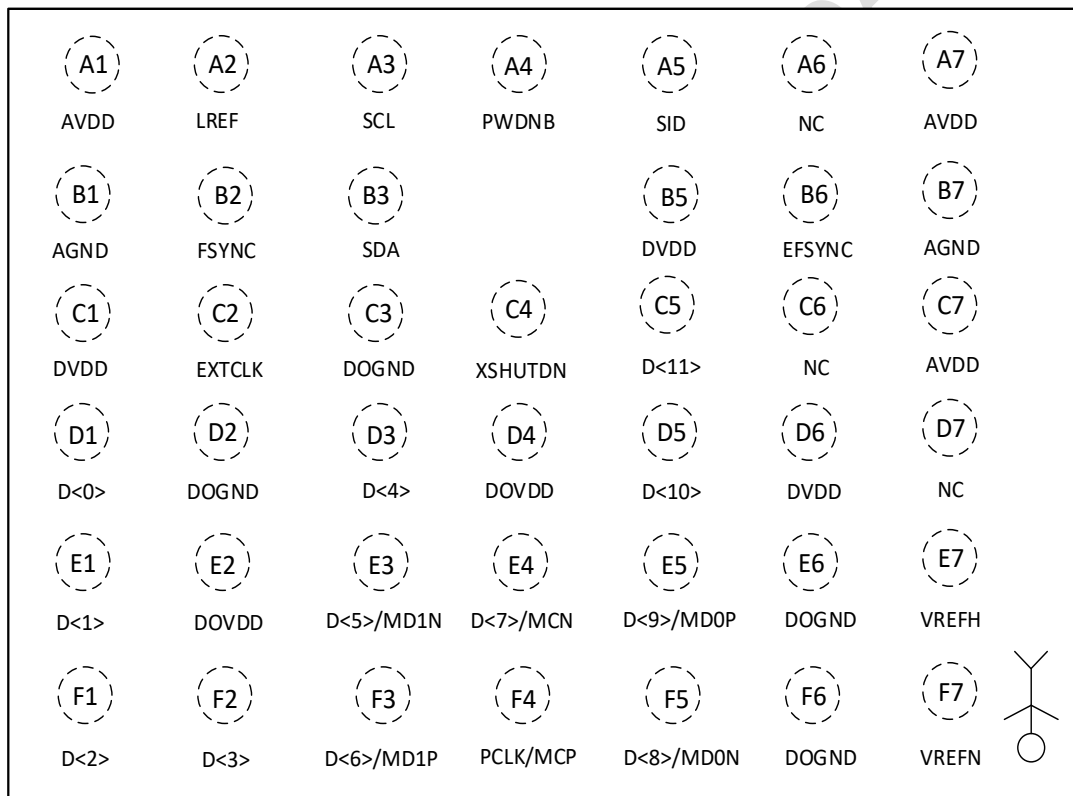 A1 A2 A3 A4 A5 A6 A7
AVDD LREF SCL PWDNB SID NC AVDD
B1 B2 B3 B5 B6 B7
AGND FSYNC SDA DVDD EFSYNC AGND
C1 C2 C3 C4 C5 C6 C7
DVDD EXTCLK DOGND XSHUTDN D<11> NC AVDD
D1 D2 D3 D4 D5 D6 D7
D<0> DOGND D<4> DOVDD D<10> DVDD NC
E1 E2 E3 E4 E5 E6 E7
D<1> DOVDD D<5>/MD1N D<7>/MCN D<9>/MD0P DOGND VREFH
F1 F2 F3 F4 F5 F6 F7
D<2> D<3> D<6>/MD1P PCLK/MCP D<8>/MD0N DOGND VREFN